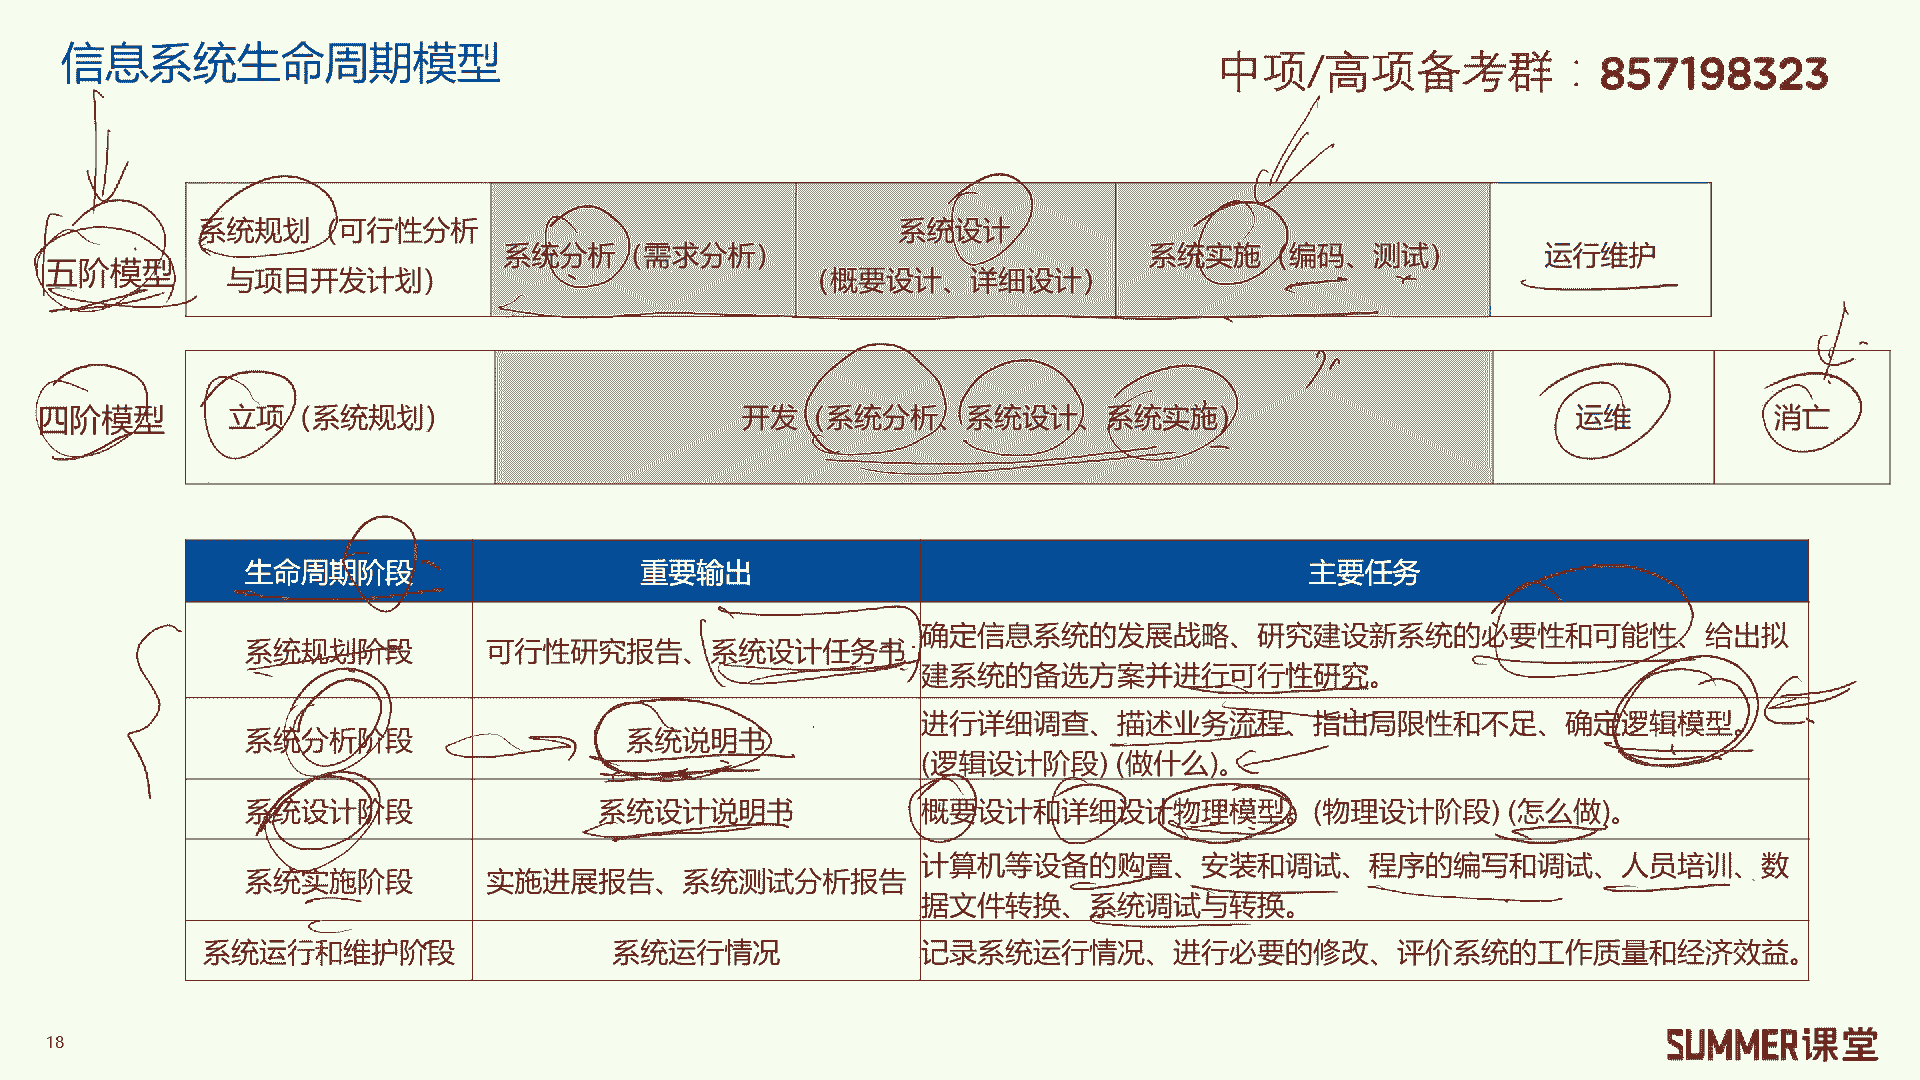 信息系统生命周期模型
中项/高项备考群：857198323
五阶模型
系统规划（可行性分析
与项目开发计划）
系统分析（需求分析）
系统设计
（概要设计、详细设计）
系统实施（编码、测试）
运行维护
四阶模型
立项（系统规划）
开发（系统分析、系统设计、系统实施）
运维
消亡
生命周期阶段
重要输出
主要任务
系统规划阶段
可行性研究报告、系统设计任务书
确定信息系统的发展战略、研究建设新系统的必要性和可能性、给出拟
建系统的备选方案并进行可行性研究。
系统分析阶段
系统说明书
进行详细调查、描述业务流程、指出局限性和不足、确定逻辑模型。
(逻辑设计阶段) (做什么)。
系统设计阶段
系统设计说明书
概要设计和详细设计物理模型。(物理设计阶段) (怎么做)。
系统实施阶段
实施进展报告、系统测试分析报告
计算机等设备的购置、安装和调试、程序的编写和调试、人员培训、数
据文件转换、系统调试与转换。
系统运行和维护阶段
系统运行情况
记录系统运行情况、进行必要的修改、评价系统的工作质量和经济效益。
18
SUMMER课堂